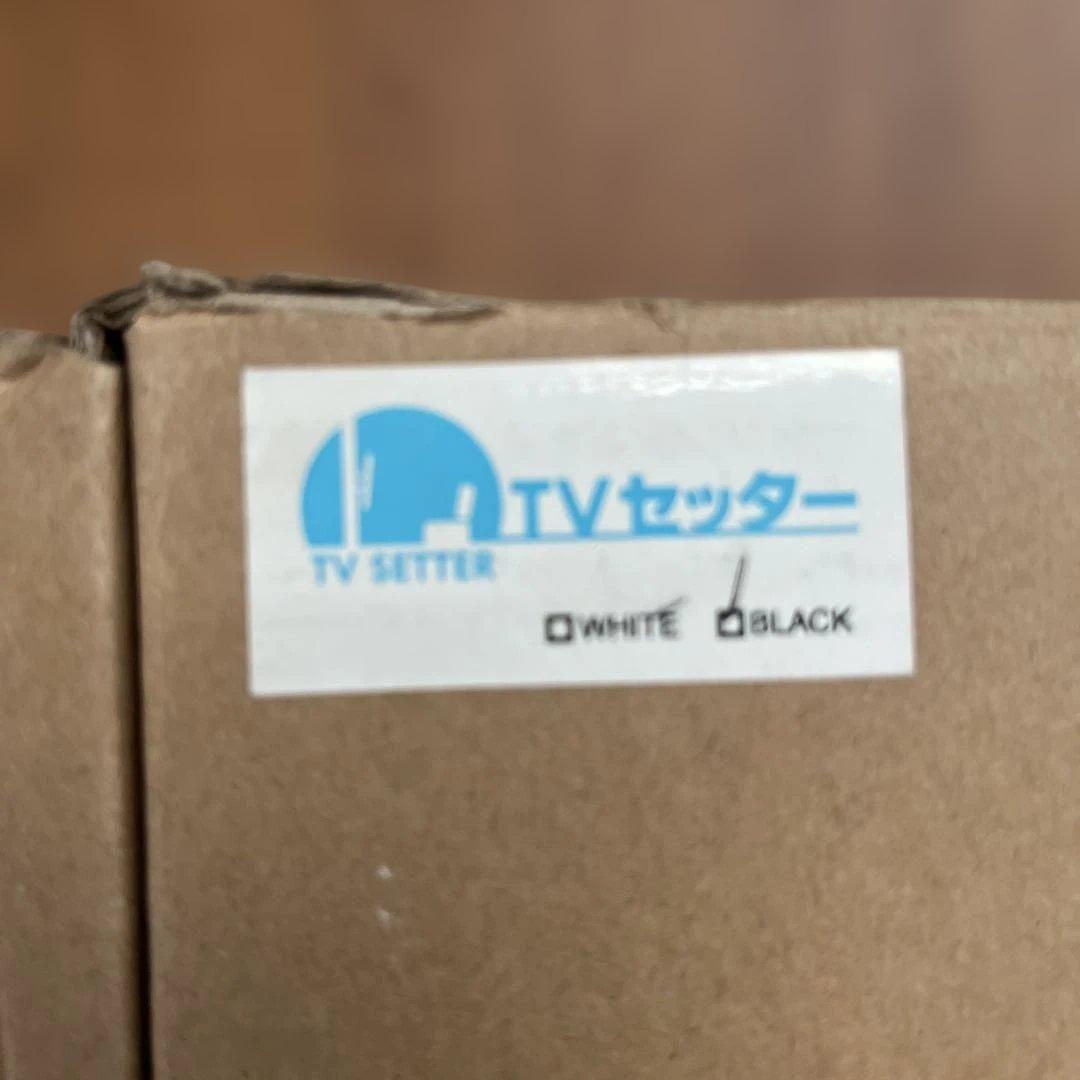 TVセッター
TV SETTER
☐WHITE ☑BLACK